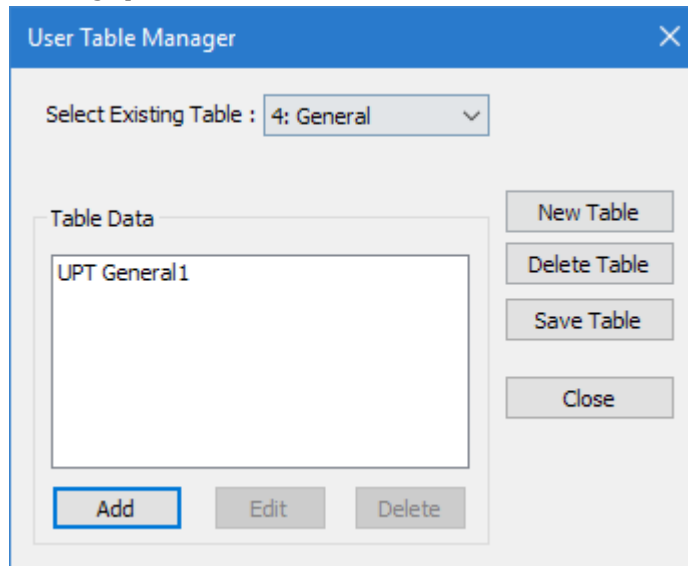 User Table Manager
Select Existing Table : 4: General
Table Data
UPT General1
New Table
Delete Table
Save Table
Close
Add Edit Delete